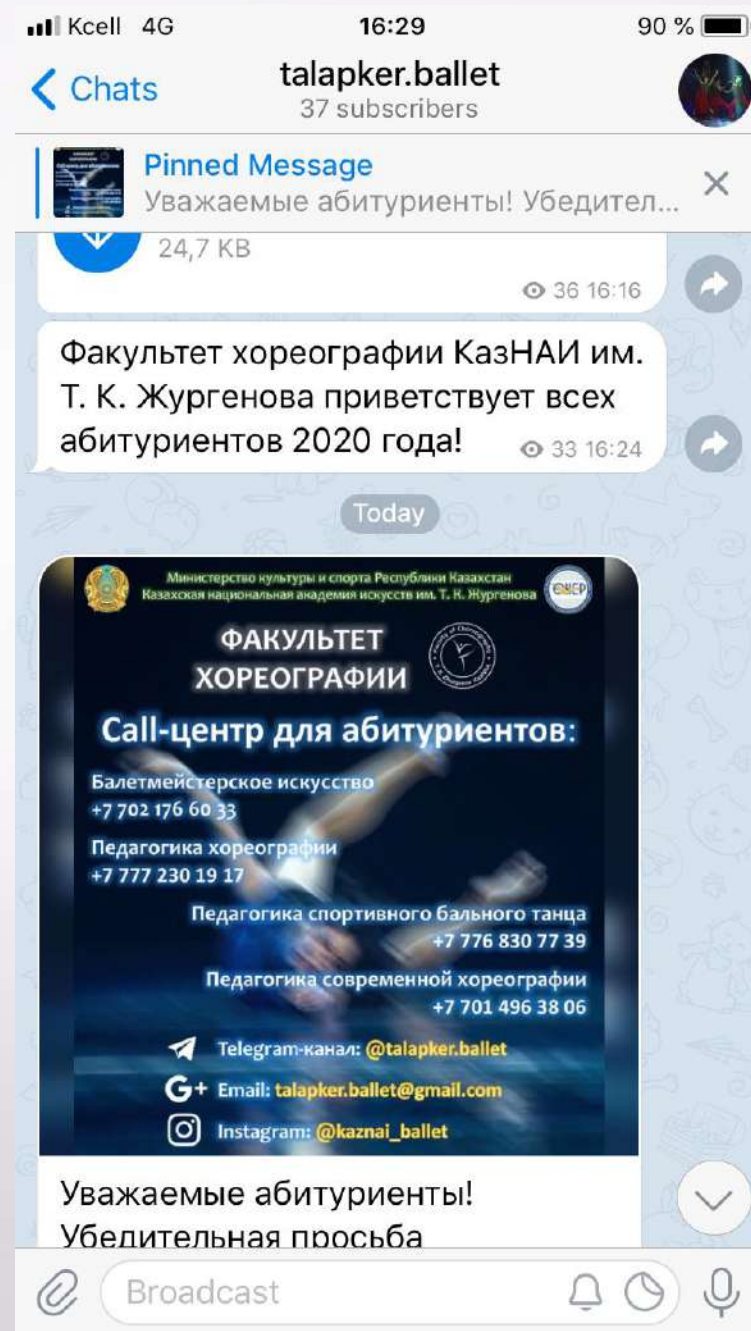 Kcell 4G 16:29 90 %
Chats talapker.ballet
37 subscribers
Pinned Message
Уважаемые абитуриенты! Убедител...
24,7 KB
36 16:16
Факультет хореографии КазНАИ им.
Т. К. Жургенова приветствует всех
абитуриентов 2020 года! 33 16:24
Today
Министерство культуры и спорта Республики Казахстан
Казахская национальная академия искусств им. Т. К. Жургенова
ФАКУЛЬТЕТ
ХОРЕОГРАФИИ
Call-центр для абитуриентов:
Балетмейстерское искусство
+7 702 176 60 33
Педагогика хореографии
+7 777 230 19 17
Педагогика спортивного бального танца
+7 776 830 77 39
Педагогика современной хореографии
+7 701 496 38 06
Telegram-канал: @talapker.ballet
G+ Email: talapker.ballet@gmail.com
Instagram: @kaznai_ballet
Уважаемые абитуриенты!
Убедительная просьба
Broadcast